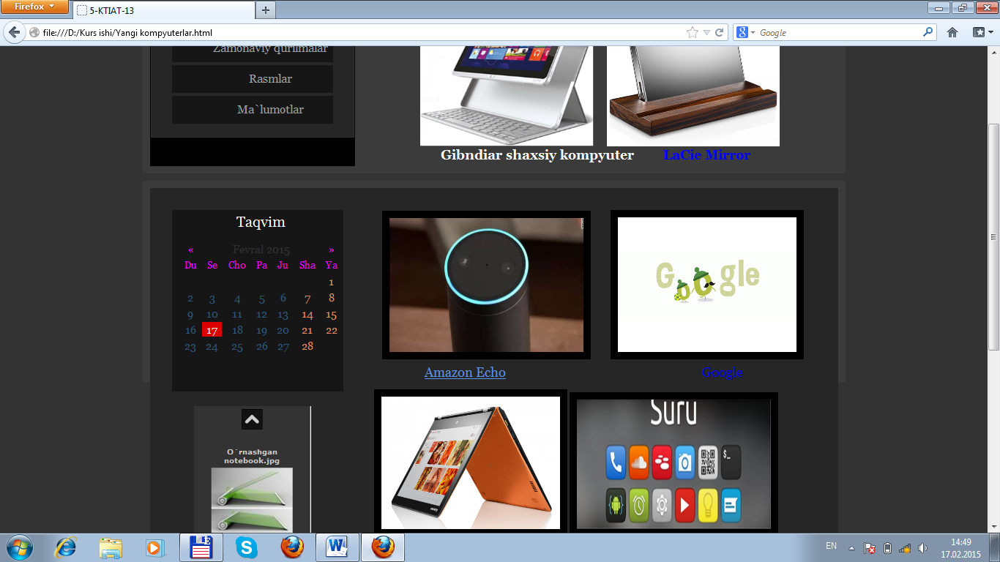 Firefox
5-KTIAT-13
file:///D:/Kurs ishi/Yangi kompyuterlar.html
Google
Zamonaviy qurilmalar
Rasmlar
Ma`lumotlar
Gibndiar shaxsiy kompyuter
LaCie Mirror
Taqvim
« Fevral 2015 »
Du Se Cho Pa Ju Sha Ya
1
2 3 4 5 6 7 8
9 10 11 12 13 14 15
16 17 18 19 20 21 22
23 24 25 26 27 28
Google
Amazon Echo
Google
O`rnashgan
notebook.jpg
Suru
$_
EN
14:49
17.02.2015